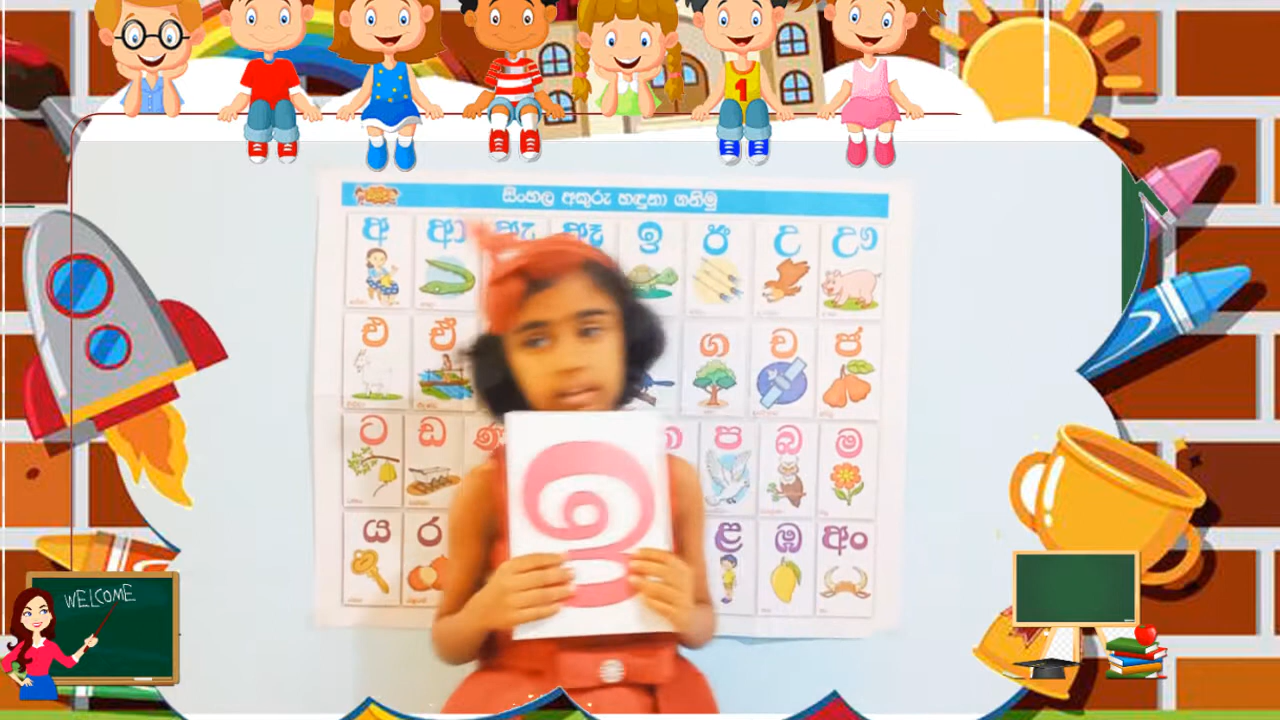 සිංහල අකුරු හඳුනා ගනිමු
අ ආ ඇ ඈ ඉ ඊ උ ඌ
එ ඒ ග ච ජ
ට ඩ ණ ප බ ම
ය ර ළ ඹ අං
ඉ
WELCOME
1